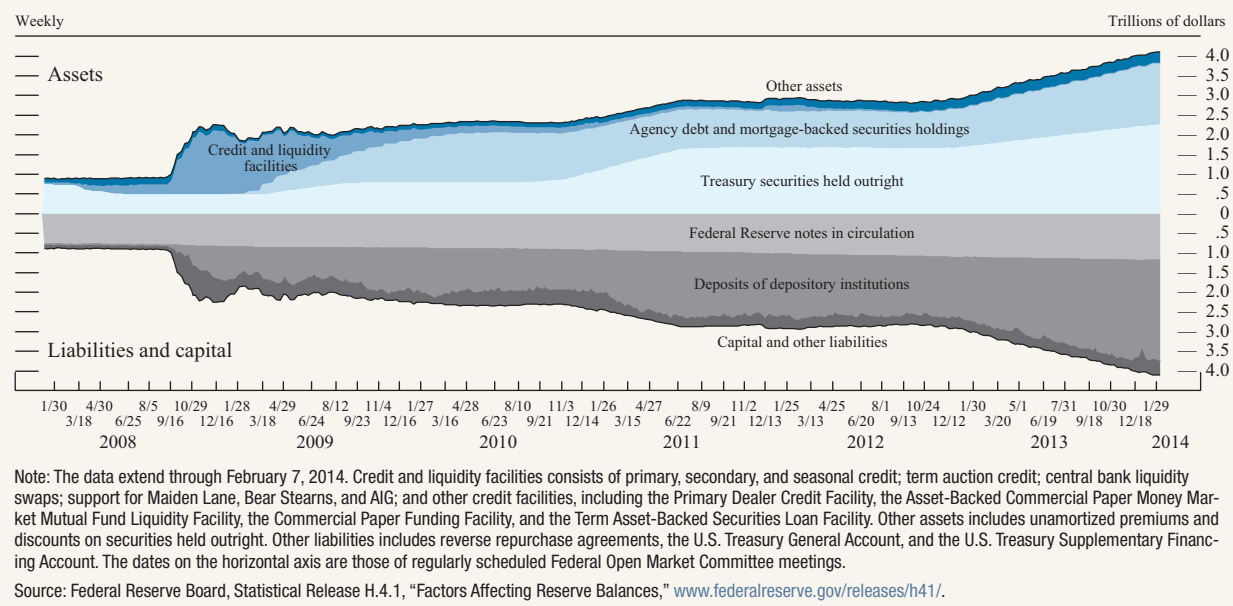 Weekly
Trillions of dollars
Assets
Other assets
Agency debt and mortgage-backed securities holdings
Credit and liquidity
facilities
Treasury securities held outright
Federal Reserve notes in circulation
Deposits of depository institutions
Capital and other liabilities
Liabilities and capital
4.0
3.5
3.0
2.5
2.0
1.5
1.0
.5
0
.5
1.0
1.5
2.0
2.5
3.0
3.5
4.0
1/30 4/30 8/5 10/29 1/28 4/29 8/12 11/4 1/27 4/28 8/10 11/3 1/26 4/27 8/9 11/2 1/25 4/25 8/1 10/24 1/30 5/1 7/31 10/30 1/29
3/18 6/25 9/16 12/16 3/18 6/24 9/23 12/16 3/16 6/23 9/21 12/14 3/15 6/22 9/21 12/13 3/13 6/20 9/13 12/12 3/20 6/19 9/18 12/18
2008 2009 2010 2011 2012 2013 2014
Note: The data extend through February 7, 2014. Credit and liquidity facilities consists of primary, secondary, and seasonal credit; term auction credit; central bank liquidity
swaps; support for Maiden Lane, Bear Stearns, and AIG; and other credit facilities, including the Primary Dealer Credit Facility, the Asset-Backed Commercial Paper Money Mar-
ket Mutual Fund Liquidity Facility, the Commercial Paper Funding Facility, and the Term Asset-Backed Securities Loan Facility. Other assets includes unamortized premiums and
discounts on securities held outright. Other liabilities includes reverse repurchase agreements, the U.S. Treasury General Account, and the U.S. Treasury Supplementary Financ-
ing Account. The dates on the horizontal axis are those of regularly scheduled Federal Open Market Committee meetings.
Source: Federal Reserve Board, Statistical Release H.4.1, “Factors Affecting Reserve Balances,” www.federalreserve.gov/releases/h41/.